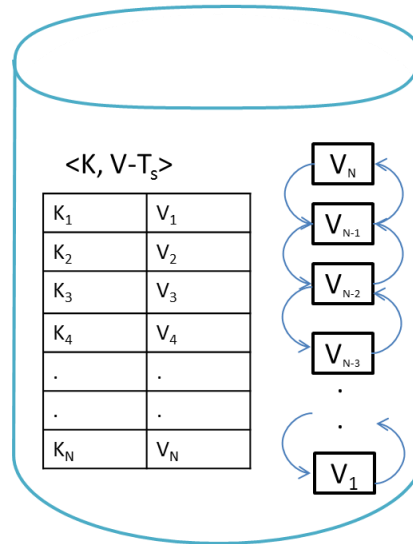 <K, V-Ts>
K1 V1
K2 V2
K3 V3
K4 V4
. .
. .
KN VN
VN
VN-1
VN-2
VN-3
.
.
V1